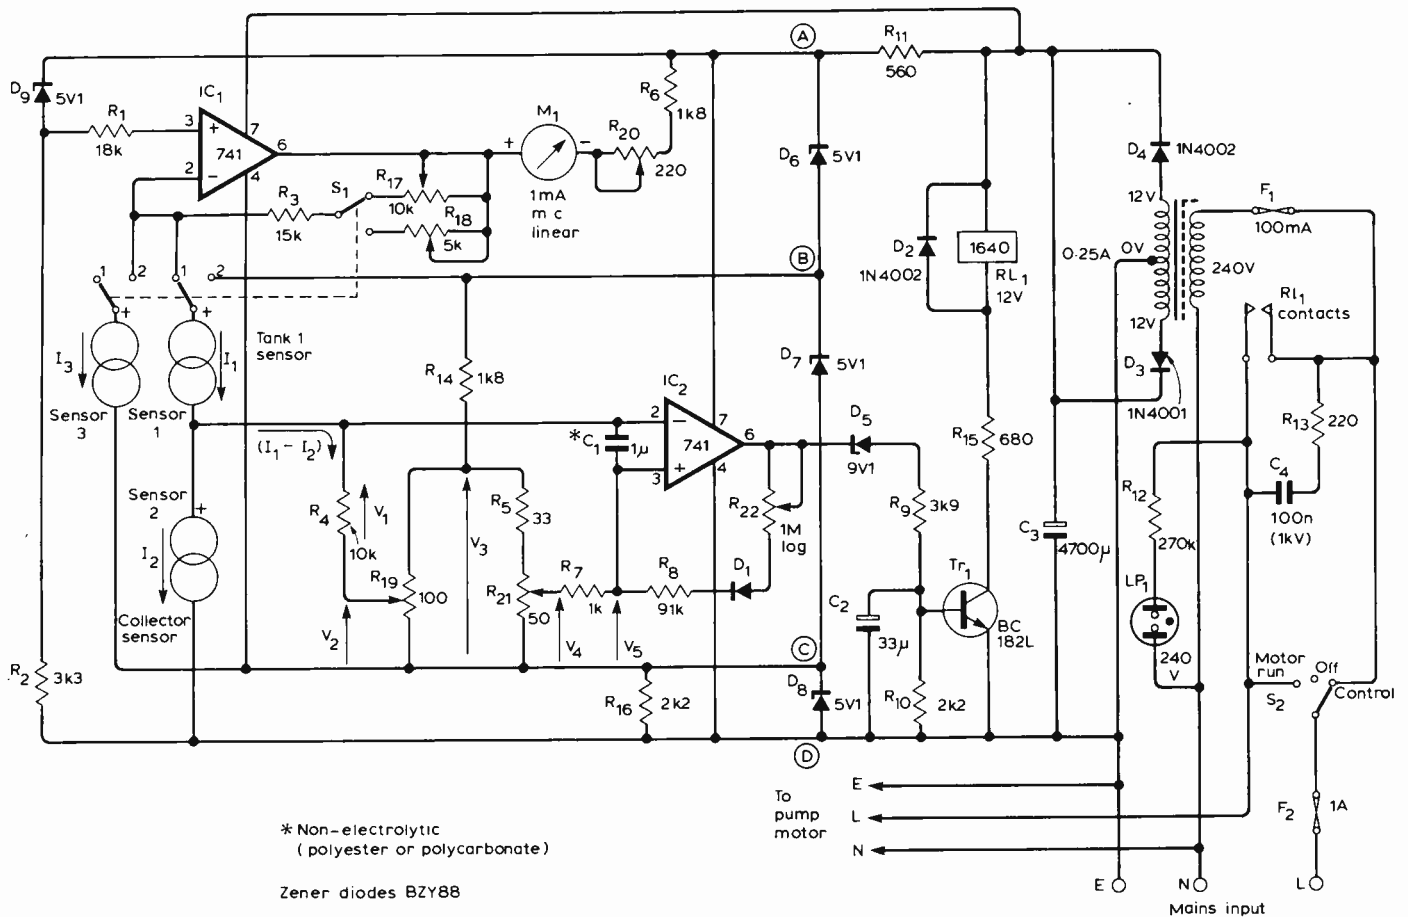 A
R11
560
D9
5V1
IC1
R1
18k
3
+
741
7
6
2
−
4
R6
1k8
M1
+
−
R20
220
1mA
m c
linear
D6
5V1
D4
1N4002
12V
F1
100mA
R3
15k
S1
R17
10k
R18
5k
D2
1N4002
1640
RL1
12V
0·25A
0V
240V
12V
B
1
2
1
2
+
+
I3
I1
Tank 1
sensor
Rl1
contacts
D3
1N4001
R14
1k8
D7
5V1
Sensor
3
Sensor
1
(I1 − I2)
*C1
1µ
IC2
2
−
741
7
6
3
+
4
D5
9V1
R15
680
R13
220
Sensor
2
+
R4
10k
V1
R5
33
V3
R22
1M
log
R9
3k9
C3
4700µ
R12
270k
C4
100n
(1kV)
I2
R19
100
R21
50
R7
1k
R8
91k
D1
Tr1
BC
182L
LP1
240
V
Collector
sensor
V2
V4
V5
C2
33µ
C
R2
3k3
R16
2k2
D8
5V1
R10
2k2
Motor
run
Off
S2
Control
D
E
To
pump
motor
L
N
F2
1A
* Non-electrolytic
(polyester or polycarbonate)
Zener diodes BZY88
E
N
L
Mains input